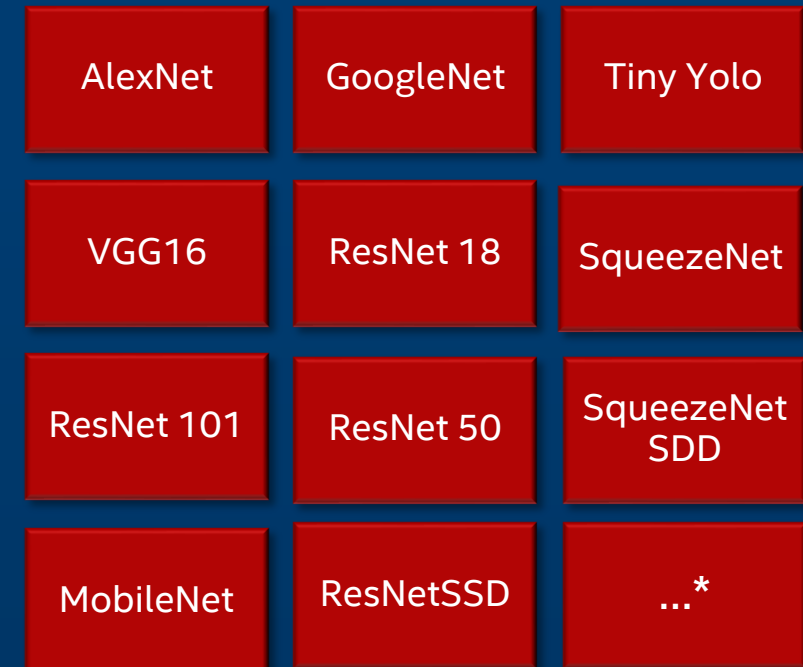 AlexNet
GoogleNet
Tiny Yolo
VGG16
ResNet 18
SqueezeNet
ResNet 101
ResNet 50
SqueezeNet
SDD
MobileNet
ResNetSSD
...*